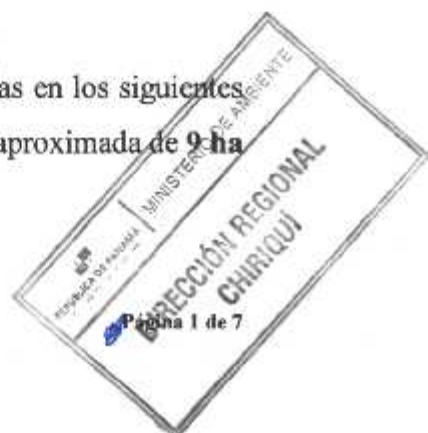 as en los siguientes
aproximada de 9 ha
REPÚBLICA DE PANAMÁ
MINISTERIO DE AMBIENTE
DIRECCIÓN REGIONAL
CHIRIQUÍ
Página 1 de 7